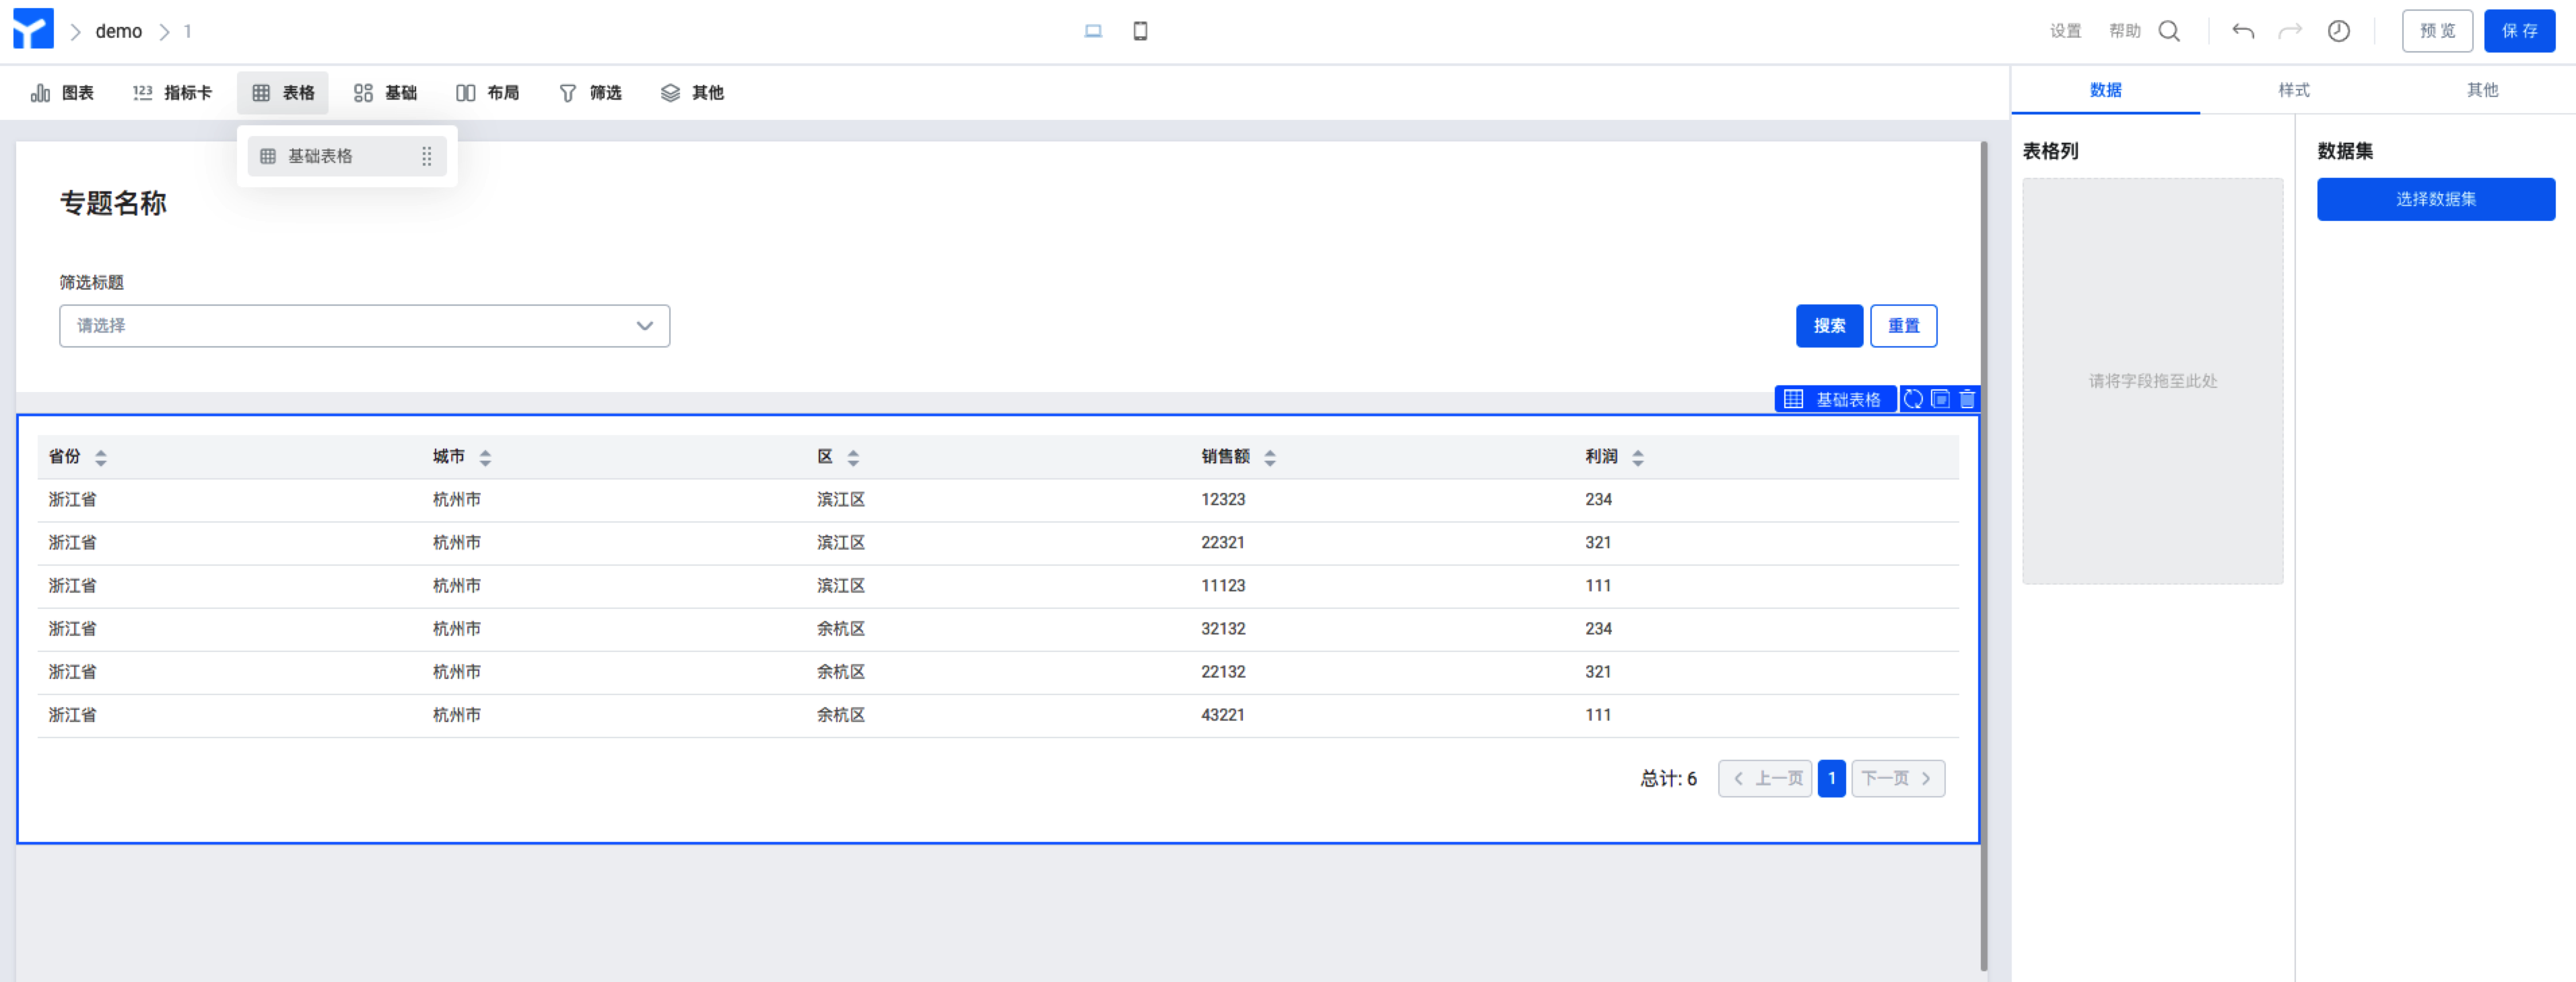 demo 1
设置 帮助 预览 保存
图表 指标卡 表格 基础 布局 筛选 其他
基础表格
专题名称
筛选标题
请选择
搜索 重置
基础表格
省份 城市 区 销售额 利润
浙江省 杭州市 滨江区 12323 234
浙江省 杭州市 滨江区 22321 321
浙江省 杭州市 滨江区 11123 111
浙江省 杭州市 余杭区 32132 234
浙江省 杭州市 余杭区 22132 321
浙江省 杭州市 余杭区 43221 111
总计: 6 上一页 1 下一页
数据 样式 其他
表格列
请将字段拖至此处
数据集
选择数据集